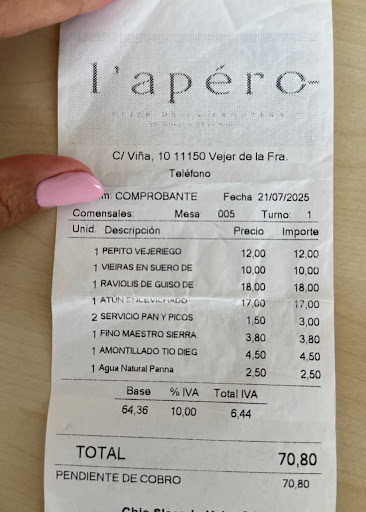 l'apéro
C/ Viña, 10 11150 Vejer de la Fra.
Teléfono
COMPROBANTE Fecha 21/07/2025
Comensales: Mesa 005 Turno: 1
Unid. Descripción Precio Importe
1 PEPITO VEJERIEGO 12,00 12,00
1 VIEIRAS EN SUERO DE 10,00 10,00
1 RAVIOLIS DE GUISO DE 18,00 18,00
1 ATÚN ENCEVICHADO 17,00 17,00
2 SERVICIO PAN Y PICOS 1,50 3,00
1 FINO MAESTRO SIERRA 3,80 3,80
1 AMONTILLADO TIO DIEG 4,50 4,50
1 Agua Natural Panna 2,50 2,50
Base % IVA Total IVA
64,36 10,00 6,44
TOTAL 70,80
PENDIENTE DE COBRO 70,80